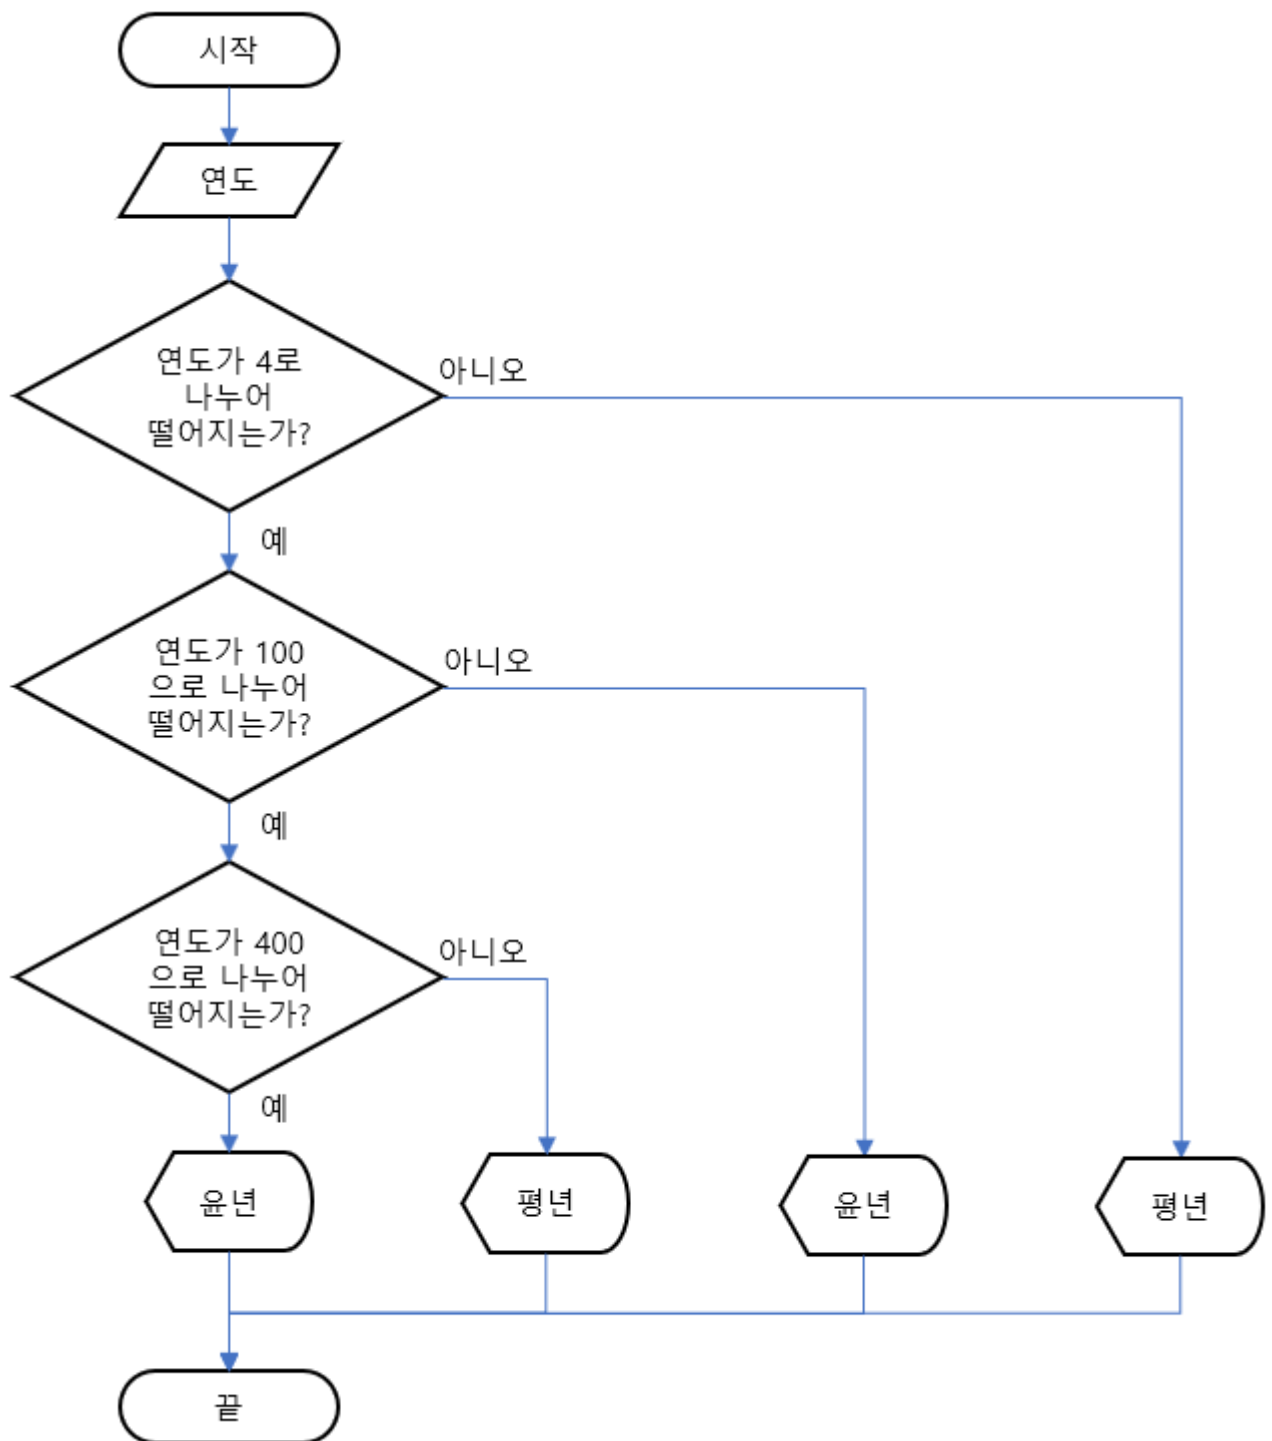 시작
연도
연도가 4로
나누어
떨어지는가?
아니오
예
연도가 100
으로 나누어
떨어지는가?
아니오
예
연도가 400
으로 나누어
떨어지는가?
아니오
예
윤년
평년
윤년
평년
끝